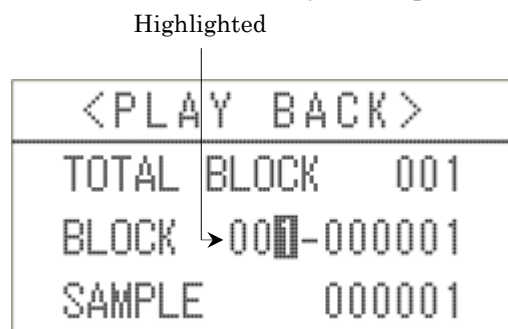 Highlighted
<PLAY BACK>
TOTAL BLOCK 001
BLOCK 001-000001
SAMPLE 000001